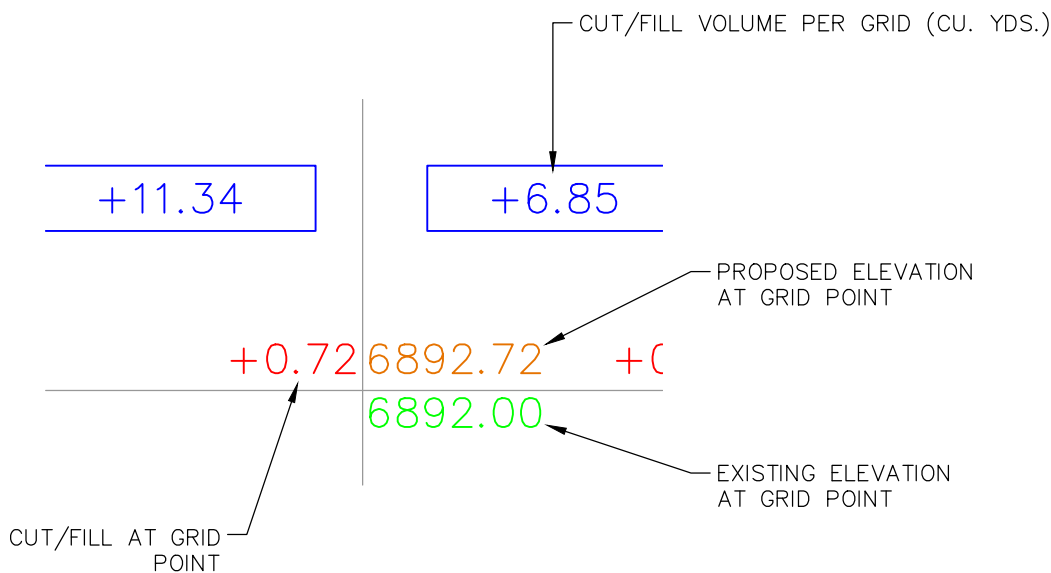 CUT/FILL VOLUME PER GRID (CU. YDS.)
+11.34
+6.85
PROPOSED ELEVATION
AT GRID POINT
+0.72
6892.72
+0
6892.00
EXISTING ELEVATION
AT GRID POINT
CUT/FILL AT GRID
POINT